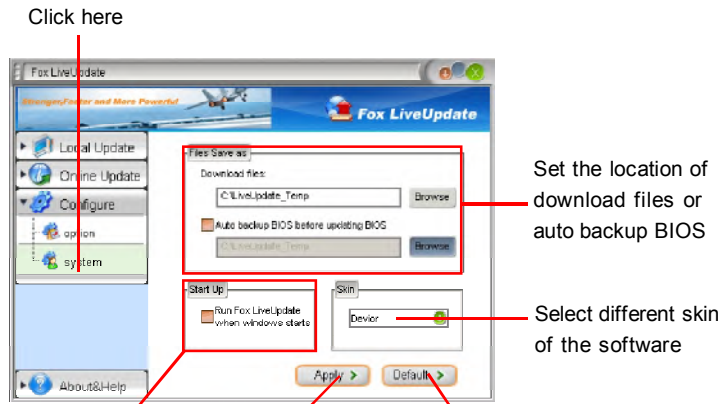 Click here
Fox LiveUpdate
Stronger,Faster and More Powerful
Fox LiveUpdate
Local Update
Online Update
Configure
option
system
About&Help
Files Save as
Download files:
C:\LiveUpdate_Temp
Browse
Auto backup BIOS before updating BIOS
C:\LiveUpdate_Temp
Browse
Start Up
Run Fox LiveUpdate
when windows starts
Skin
Devior
Apply >
Default >
Set the location of
download files or
auto backup BIOS
Select different skin
of the software